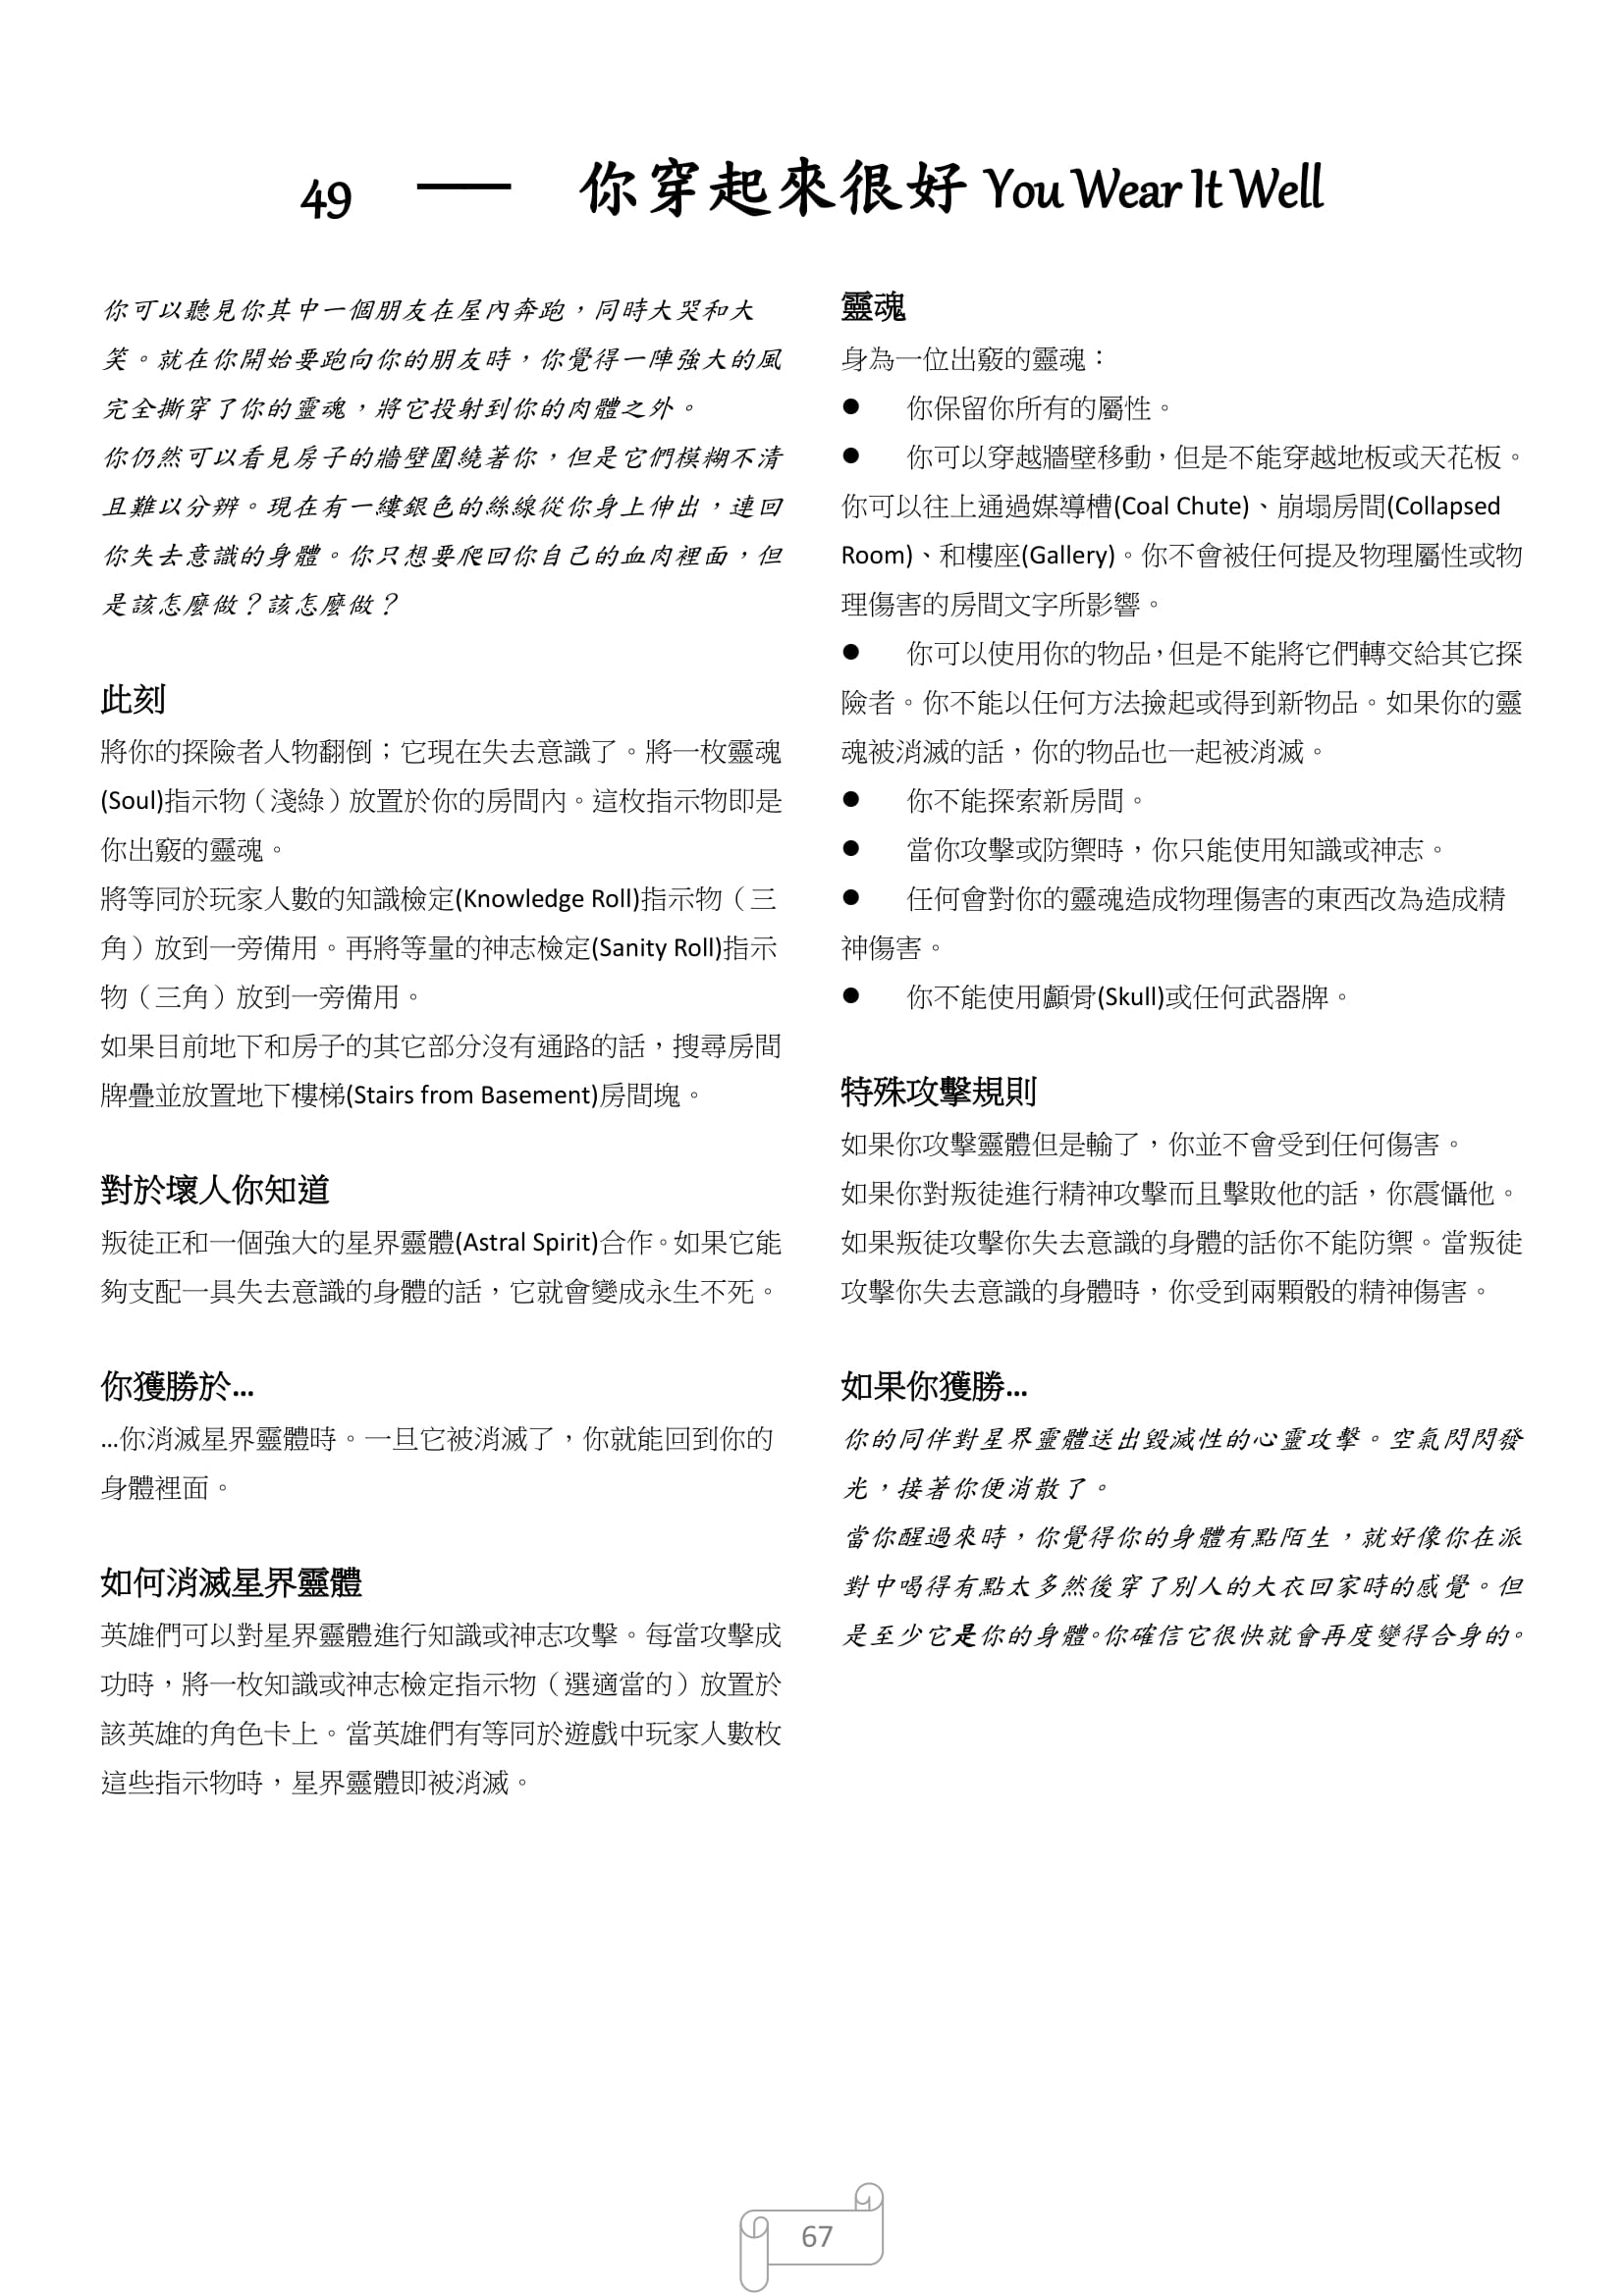 49 — 你穿起來很好 You Wear It Well
你可以聽見你其中一個朋友在屋內奔跑，同時大哭和大
笑。就在你開始要跑向你的朋友時，你覺得一陣強大的風
完全撕穿了你的靈魂，將它投射到你的肉體之外。
你仍然可以看見房子的牆壁圍繞著你，但是它們模糊不清
且難以分辨。現在有一縷銀色的絲線從你身上伸出，連回
你失去意識的身體。你只想要爬回你自己的血肉裡面，但
是該怎麼做？該怎麼做？
此刻
將你的探險者人物翻倒；它現在失去意識了。將一枚靈魂
(Soul)指示物（淺綠）放置於你的房間內。這枚指示物即是
你出竅的靈魂。
將等同於玩家人數的知識檢定(Knowledge Roll)指示物（三
角）放到一旁備用。再將等量的神志檢定(Sanity Roll)指示
物（三角）放到一旁備用。
如果目前地下和房子的其它部分沒有通路的話，搜尋房間
牌疊並放置地下樓梯(Stairs from Basement)房間塊。
對於壞人你知道
叛徒正和一個強大的星界靈體(Astral Spirit)合作。如果它能
夠支配一具失去意識的身體的話，它就會變成永生不死。
你獲勝於…
…你消滅星界靈體時。一旦它被消滅了，你就能回到你的
身體裡面。
如何消滅星界靈體
英雄們可以對星界靈體進行知識或神志攻擊。每當攻擊成
功時，將一枚知識或神志檢定指示物（選適當的）放置於
該英雄的角色卡上。當英雄們有等同於遊戲中玩家人數枚
這些指示物時，星界靈體即被消滅。
靈魂
身為一位出竅的靈魂：
● 你保留你所有的屬性。
● 你可以穿越牆壁移動，但是不能穿越地板或天花板。
你可以往上通過媒導槽(Coal Chute)、崩塌房間(Collapsed
Room)、和樓座(Gallery)。你不會被任何提及物理屬性或物
理傷害的房間文字所影響。
● 你可以使用你的物品，但是不能將它們轉交給其它探
險者。你不能以任何方法撿起或得到新物品。如果你的靈
魂被消滅的話，你的物品也一起被消滅。
● 你不能探索新房間。
● 當你攻擊或防禦時，你只能使用知識或神志。
● 任何會對你的靈魂造成物理傷害的東西改為造成精
神傷害。
● 你不能使用顱骨(Skull)或任何武器牌。
特殊攻擊規則
如果你攻擊靈體但是輸了，你並不會受到任何傷害。
如果你對叛徒進行精神攻擊而且擊敗他的話，你震懾他。
如果叛徒攻擊你失去意識的身體的話你不能防禦。當叛徒
攻擊你失去意識的身體時，你受到兩顆骰的精神傷害。
如果你獲勝…
你的同伴對星界靈體送出毀滅性的心靈攻擊。空氣閃閃發
光，接著你便消散了。
當你醒過來時，你覺得你的身體有點陌生，就好像你在派
對中喝得有點太多然後穿了別人的大衣回家時的感覺。但
是至少它是你的身體。你確信它很快就會再度變得合身的。
67